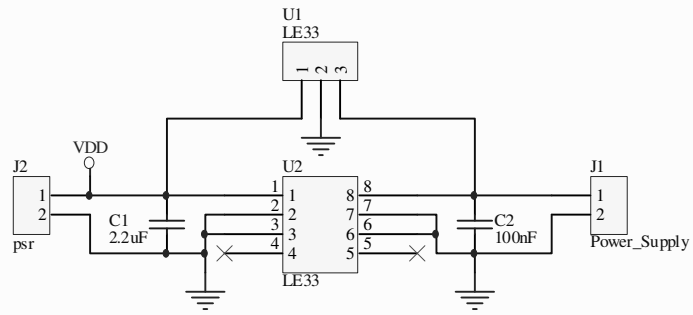 U1
LE33
1 2 3
VDD
J2
1
2
psr
C1
2.2uF
U2
1 1 8 8
2 2 7 7
3 3 6 6
4 4 5 5
LE33
C2
100nF
J1
1
2
Power_Supply